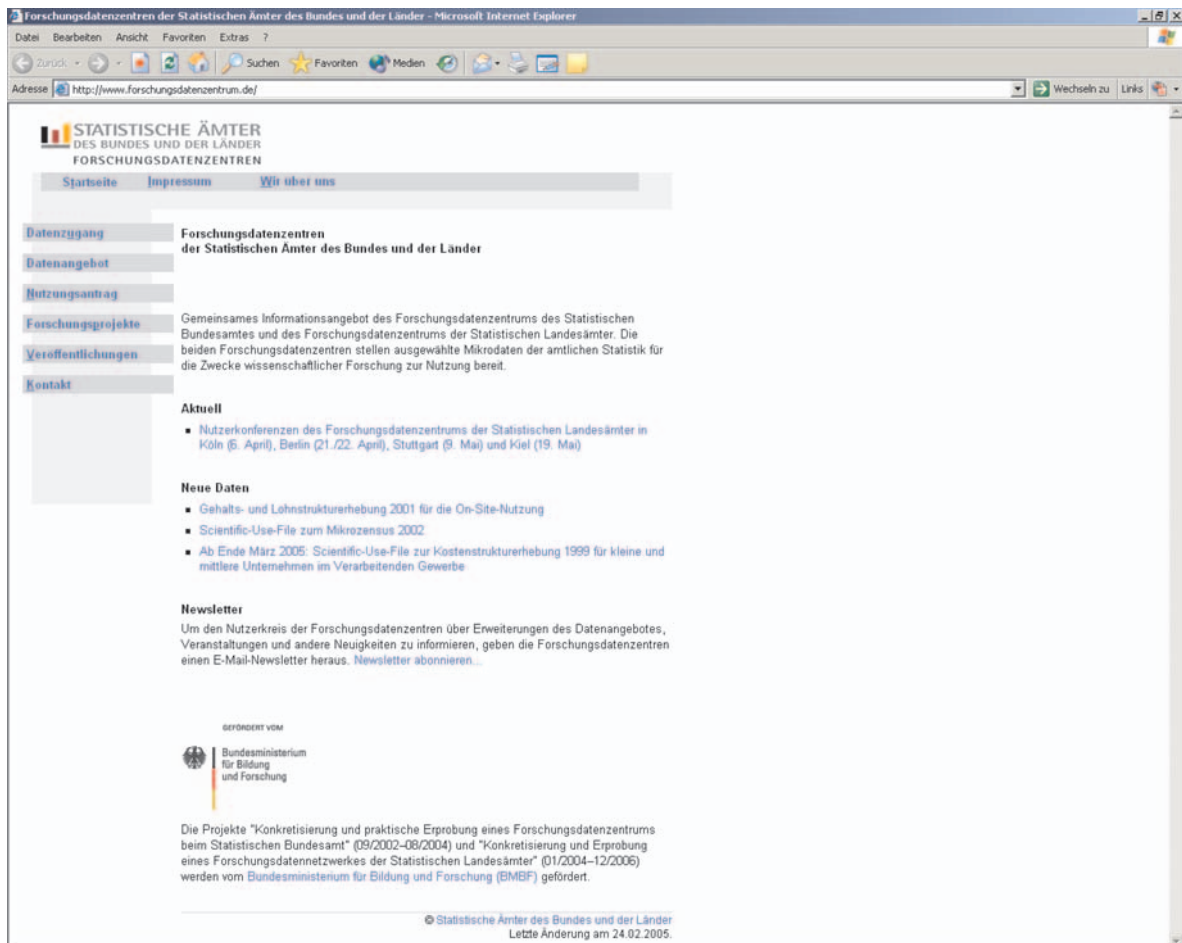 Forschungsdatenzentren der Statistischen Ämter des Bundes und der Länder - Microsoft Internet Explorer
Datei Bearbeiten Ansicht Favoriten Extras ?
Zurück Suchen Favoriten Medien
Adresse http://www.forschungsdatenzentrum.de/ Wechseln zu Links
STATISTISCHE ÄMTER
DES BUNDES UND DER LÄNDER
FORSCHUNGSDATENZENTREN
Startseite Impressum Wir über uns
Datenzugang
Datenangebot
Nutzungsantrag
Forschungsprojekte
Veröffentlichungen
Kontakt
Forschungsdatenzentren
der Statistischen Ämter des Bundes und der Länder
Gemeinsames Informationsangebot des Forschungsdatenzentrums des Statistischen
Bundesamtes und des Forschungsdatenzentrums der Statistischen Landesämter. Die
beiden Forschungsdatenzentren stellen ausgewählte Mikrodaten der amtlichen Statistik für
die Zwecke wissenschaftlicher Forschung zur Nutzung bereit.
Aktuell
Nutzerkonferenzen des Forschungsdatenzentrums der Statistischen Landesämter in
Köln (6. April), Berlin (21./22. April), Stuttgart (9. Mai) und Kiel (19. Mai)
Neue Daten
Gehalts- und Lohnstrukturerhebung 2001 für die On-Site-Nutzung
Scientific-Use-File zum Mikrozensus 2002
Ab Ende März 2005: Scientific-Use-File zur Kostenstrukturerhebung 1999 für kleine und
mittlere Unternehmen im Verarbeitenden Gewerbe
Newsletter
Um den Nutzerkreis der Forschungsdatenzentren über Erweiterungen des Datenangebotes,
Veranstaltungen und andere Neuigkeiten zu informieren, geben die Forschungsdatenzentren
einen E-Mail-Newsletter heraus. Newsletter abonnieren...
GEFÖRDERT VOM
Bundesministerium
für Bildung
und Forschung
Die Projekte "Konkretisierung und praktische Erprobung eines Forschungsdatenzentrums
beim Statistischen Bundesamt" (09/2002–08/2004) und "Konkretisierung und Erprobung
eines Forschungsdatennetzwerkes der Statistischen Landesämter" (01/2004–12/2006)
werden vom Bundesministerium für Bildung und Forschung (BMBF) gefördert.
© Statistische Ämter des Bundes und der Länder
Letzte Änderung am 24.02.2005.